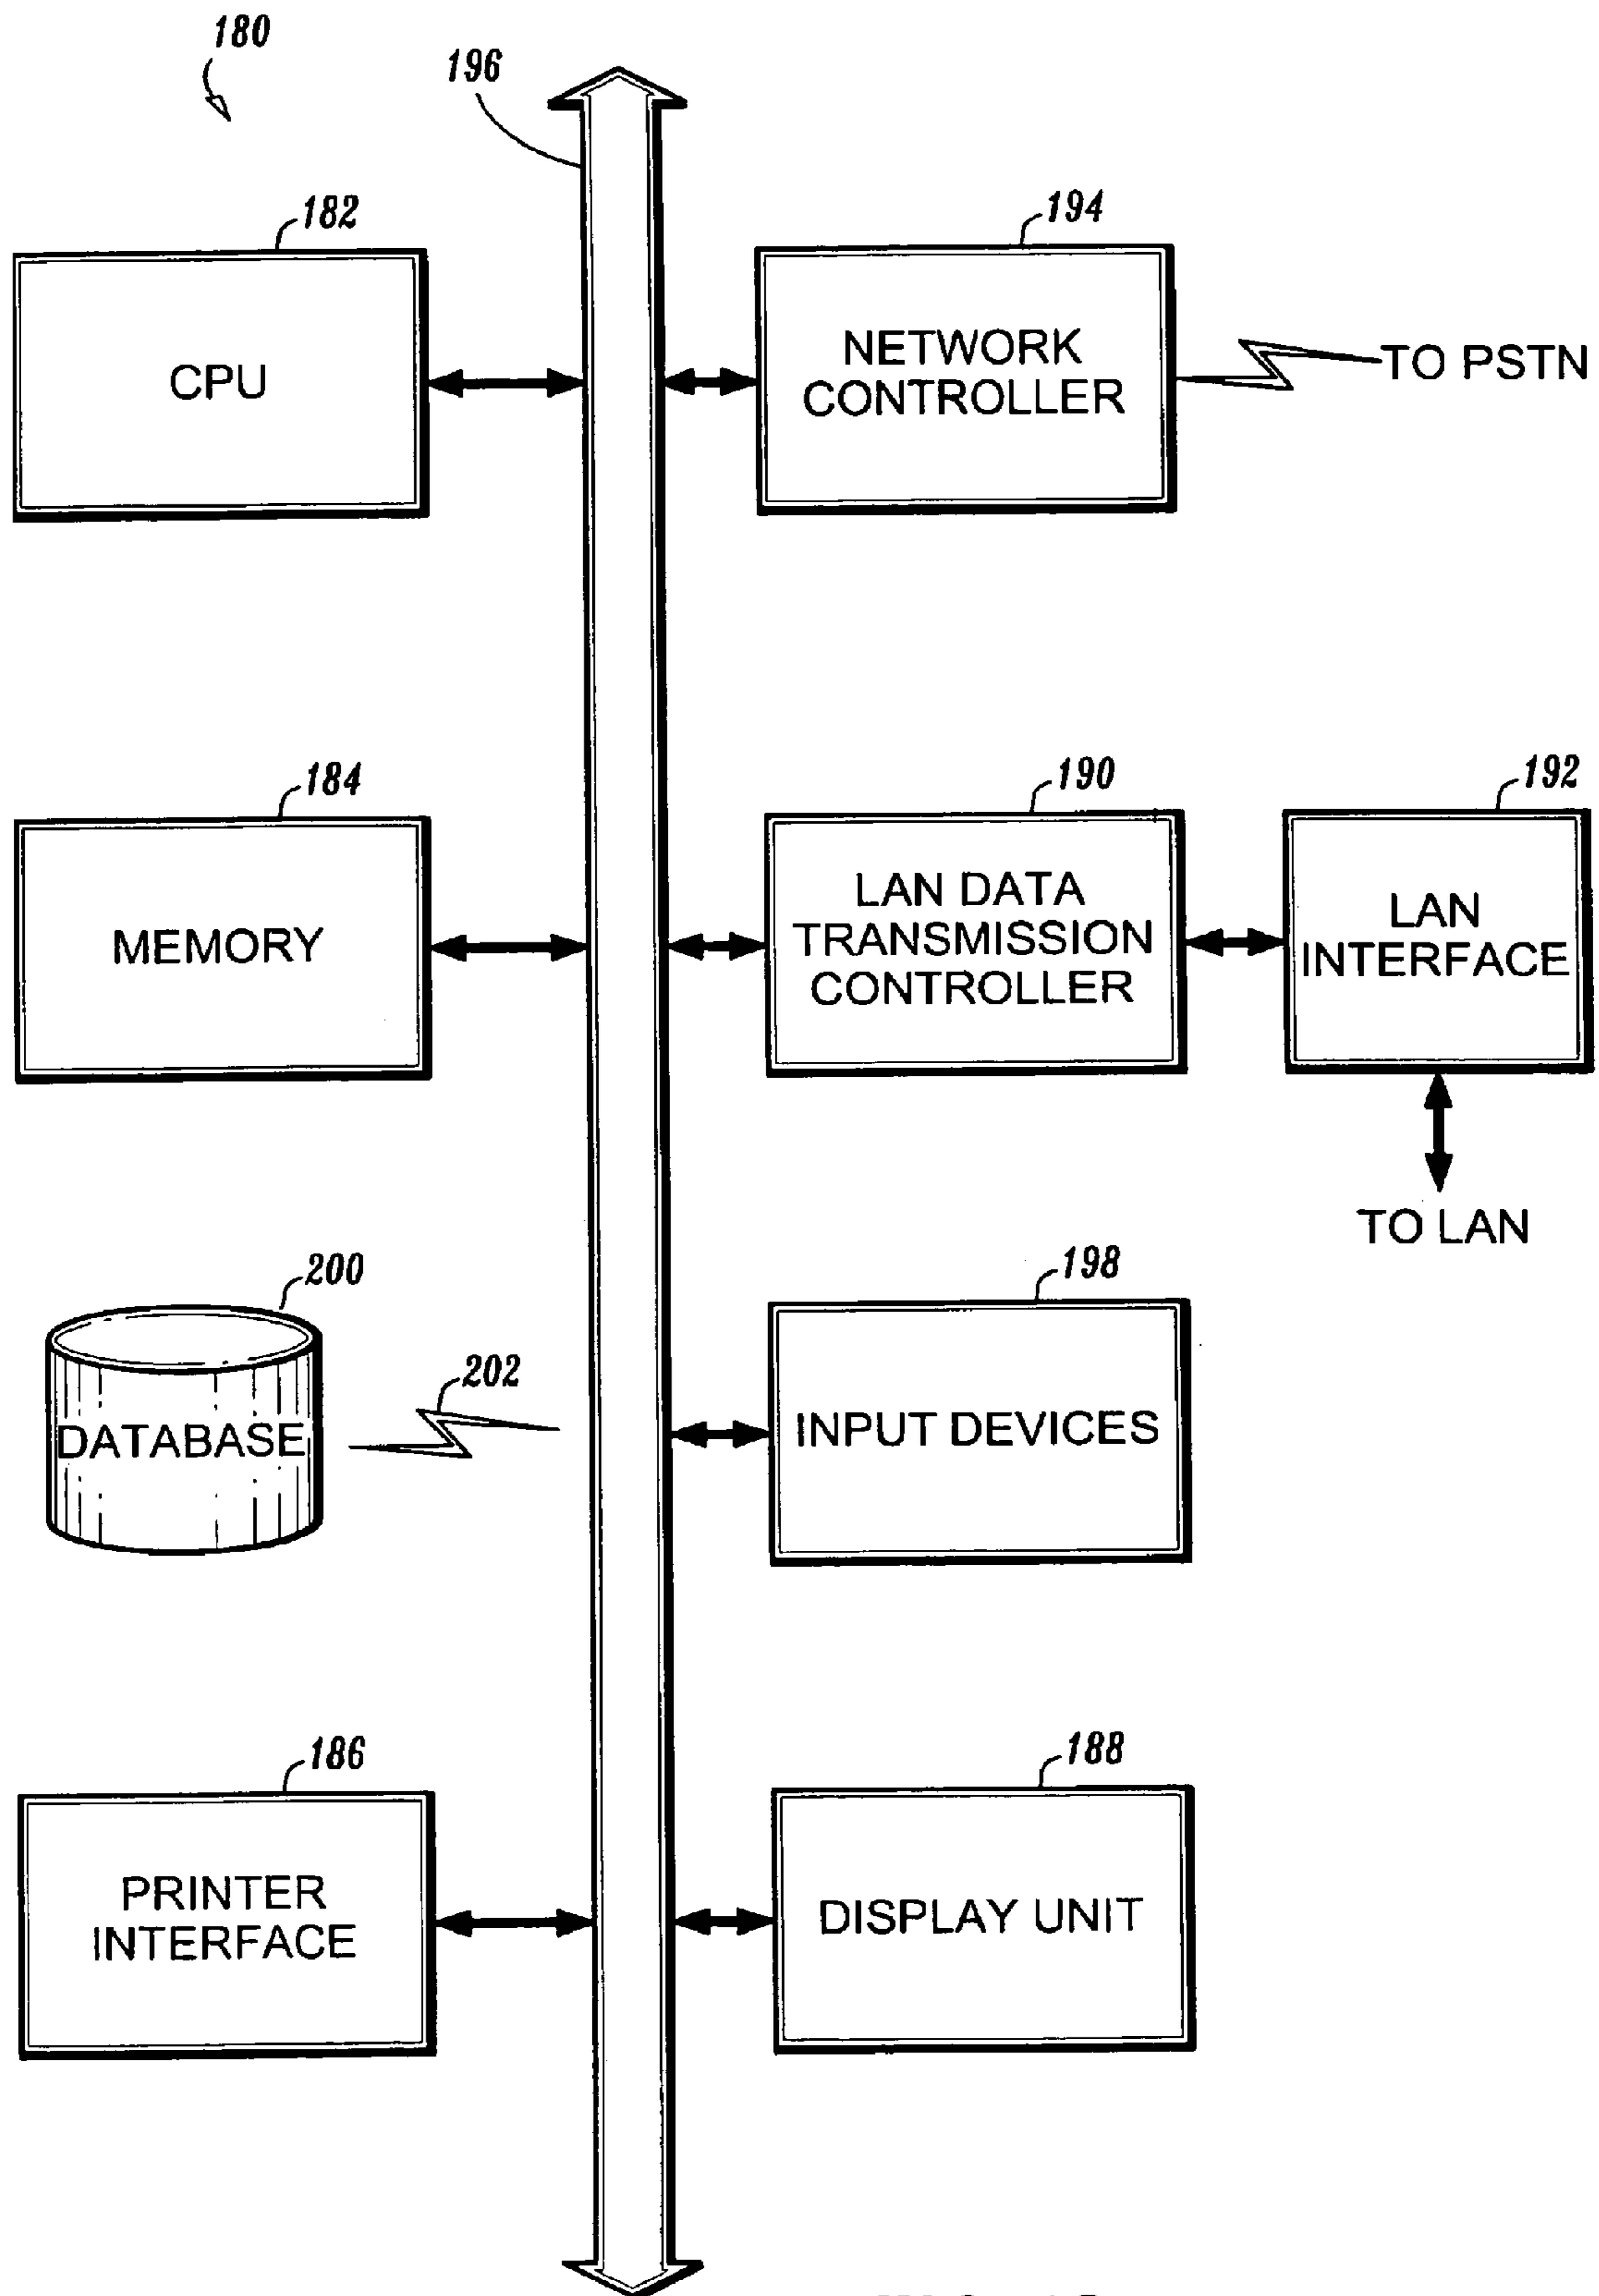 180
196
182
194
CPU
NETWORK
CONTROLLER
TO PSTN
184
190
192
MEMORY
LAN DATA
TRANSMISSION
CONTROLLER
LAN
INTERFACE
TO LAN
200
202
198
DATABASE
INPUT DEVICES
186
188
PRINTER
INTERFACE
DISPLAY UNIT